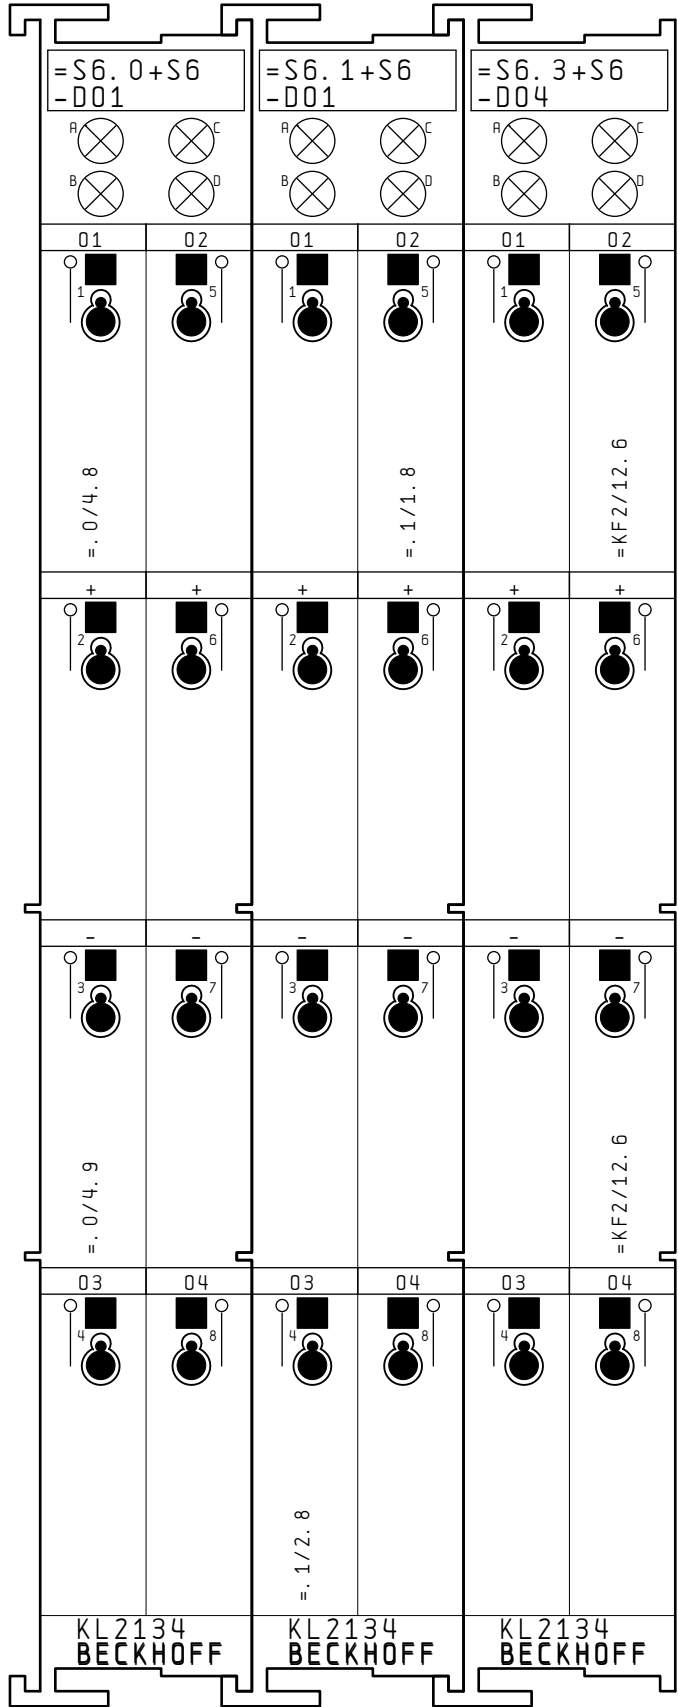 =S6.0+S6
-D01
=S6.1+S6
-D01
=S6.3+S6
-D04
A C A C A C
B D B D B D
01 02 01 02 01 02
1 5 1 5 1 5
=.0/4.8 =.1/1.8 =KF2/12.6
+ + + + + +
2 6 2 6 2 6
- - - - - -
3 7 3 7 3 7
=.0/4.9 =KF2/12.6
03 04 03 04 03 04
4 8 4 8 4 8
=.1/2.8
KL2134 KL2134 KL2134
BECKHOFF BECKHOFF BECKHOFF